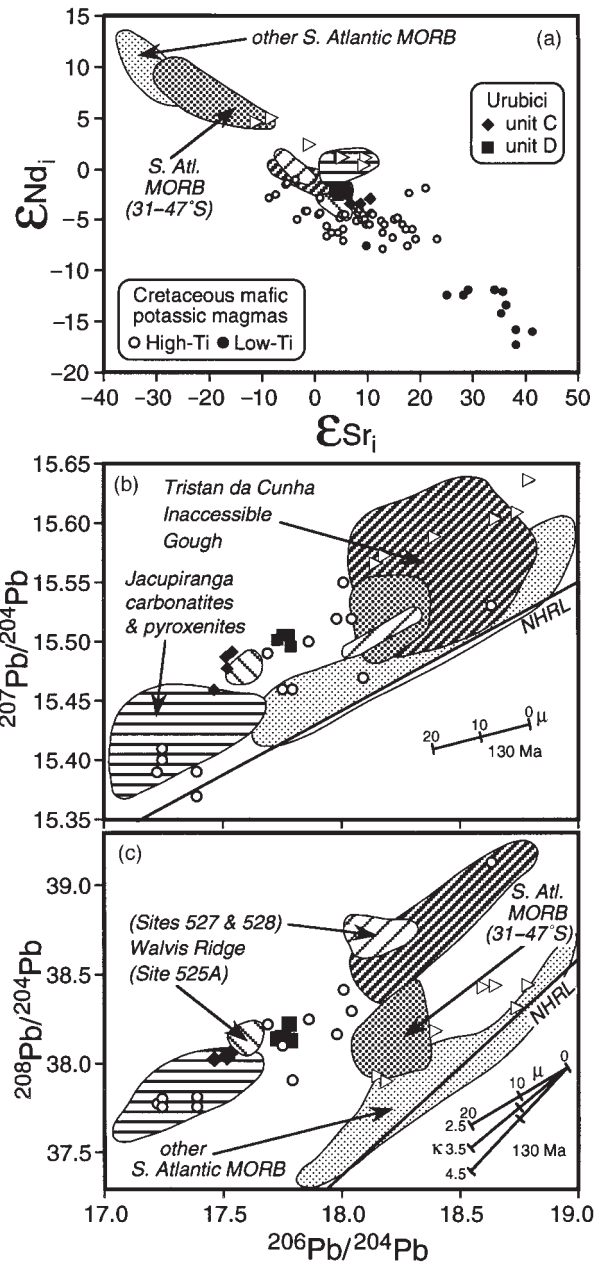 (a)
other S. Atlantic MORB
Urubici
◆ unit C
■ unit D
S. Atl.
MORB
(31–47°S)
Cretaceous mafic
potassic magmas
○ High-Ti ● Low-Ti
15
10
5
0
−5
−10
−15
−20
εNdi
−40 −30 −20 −10 0 10 20 30 40 50
εSri
(b)
Tristan da Cunha
Inaccessible
Gough
Jacupiranga
carbonatites
& pyroxenites
NHRL
0 μ
10
20
130 Ma
15.65
15.60
15.55
15.50
15.45
15.40
15.35
207Pb/204Pb
(c)
(Sites 527 & 528)
Walvis Ridge
(Site 525A)
S. Atl.
MORB
(31–47°S)
NHRL
other
S. Atlantic MORB
0
μ
10
20
2.5
κ 3.5
4.5
130 Ma
39.0
38.5
38.0
37.5
208Pb/204Pb
17.0 17.5 18.0 18.5 19.0
206Pb/204Pb